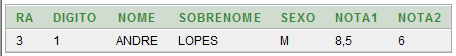 RA DIGITO NOME SOBRENOME SEXO NOTA1 NOTA2
3 1 ANDRE LOPES M 8,5 6